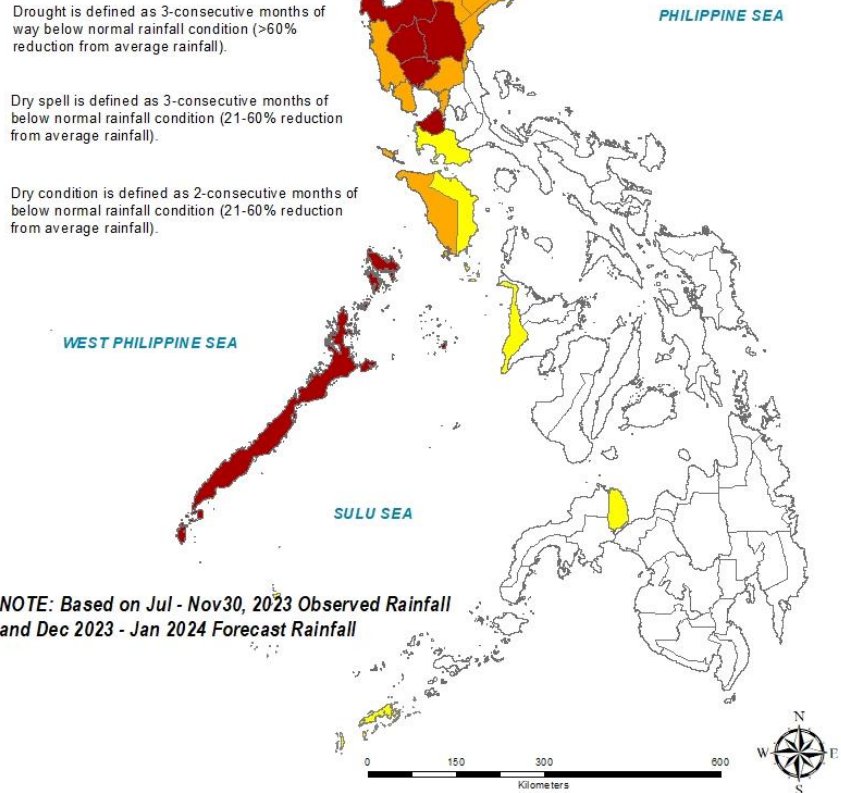 Drought is defined as 3-consecutive months of
way below normal rainfall condition (>60%
reduction from average rainfall).
PHILIPPINE SEA
Dry spell is defined as 3-consecutive months of
below normal rainfall condition (21-60% reduction
from average rainfall).
Dry condition is defined as 2-consecutive months of
below normal rainfall condition (21-60% reduction
from average rainfall).
WEST PHILIPPINE SEA
SULU SEA
NOTE: Based on Jul - Nov30, 2023 Observed Rainfall
and Dec 2023 - Jan 2024 Forecast Rainfall
N
W E
S
0 150 300 600
Kilometers